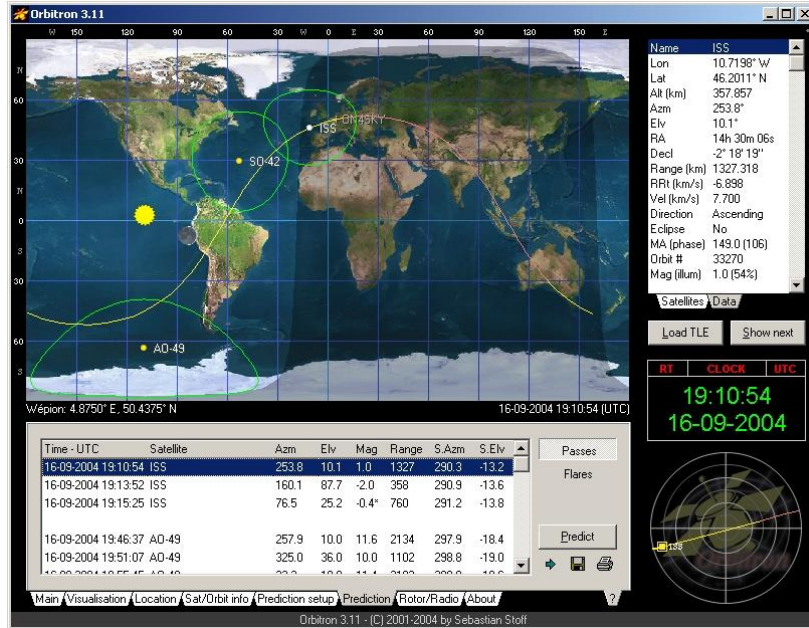 Orbitron 3.11
W 150 120 90 60 30 W 0 E 30 60 90 120 150 E
N
60
30
0
S
30
60
S
ISS
ON4SKY
SO-42
AO-49
Wépion: 4.8750° E, 50.4375° N
16-09-2004 19:10:54 (UTC)
Name ISS
Lon 10.7198° W
Lat 46.2011° N
Alt (km) 357.857
Azm 253.8°
Elv 10.1°
RA 14h 30m 06s
Decl -2° 18' 19"
Range (km) 1327.318
RRt (km/s) -6.898
Vel (km/s) 7.700
Direction Ascending
Eclipse No
MA (phase) 149.0 (106)
Orbit # 33270
Mag (illum) 1.0 (54%)
Satellites Data
Load TLE Show next
RT CLOCK UTC
19:10:54
16-09-2004
Time - UTC Satellite Azm Elv Mag Range S.Azm S.Elv
16-09-2004 19:10:54 ISS 253.8 10.1 1.0 1327 290.3 -13.2
16-09-2004 19:13:52 ISS 160.1 87.7 -2.0 358 290.9 -13.6
16-09-2004 19:15:25 ISS 76.5 25.2 -0.4* 760 291.2 -13.8
16-09-2004 19:46:37 AO-49 257.9 10.0 11.6 2134 297.9 -18.4
16-09-2004 19:51:07 AO-49 325.0 36.0 10.0 1102 298.8 -19.0
Passes
Flares
Predict
ISS
Orbitron
Main Visualisation Location Sat/Orbit info Prediction setup Prediction Rotor/Radio About ?
Orbitron 3.11 - (C) 2001-2004 by Sebastian Stoff